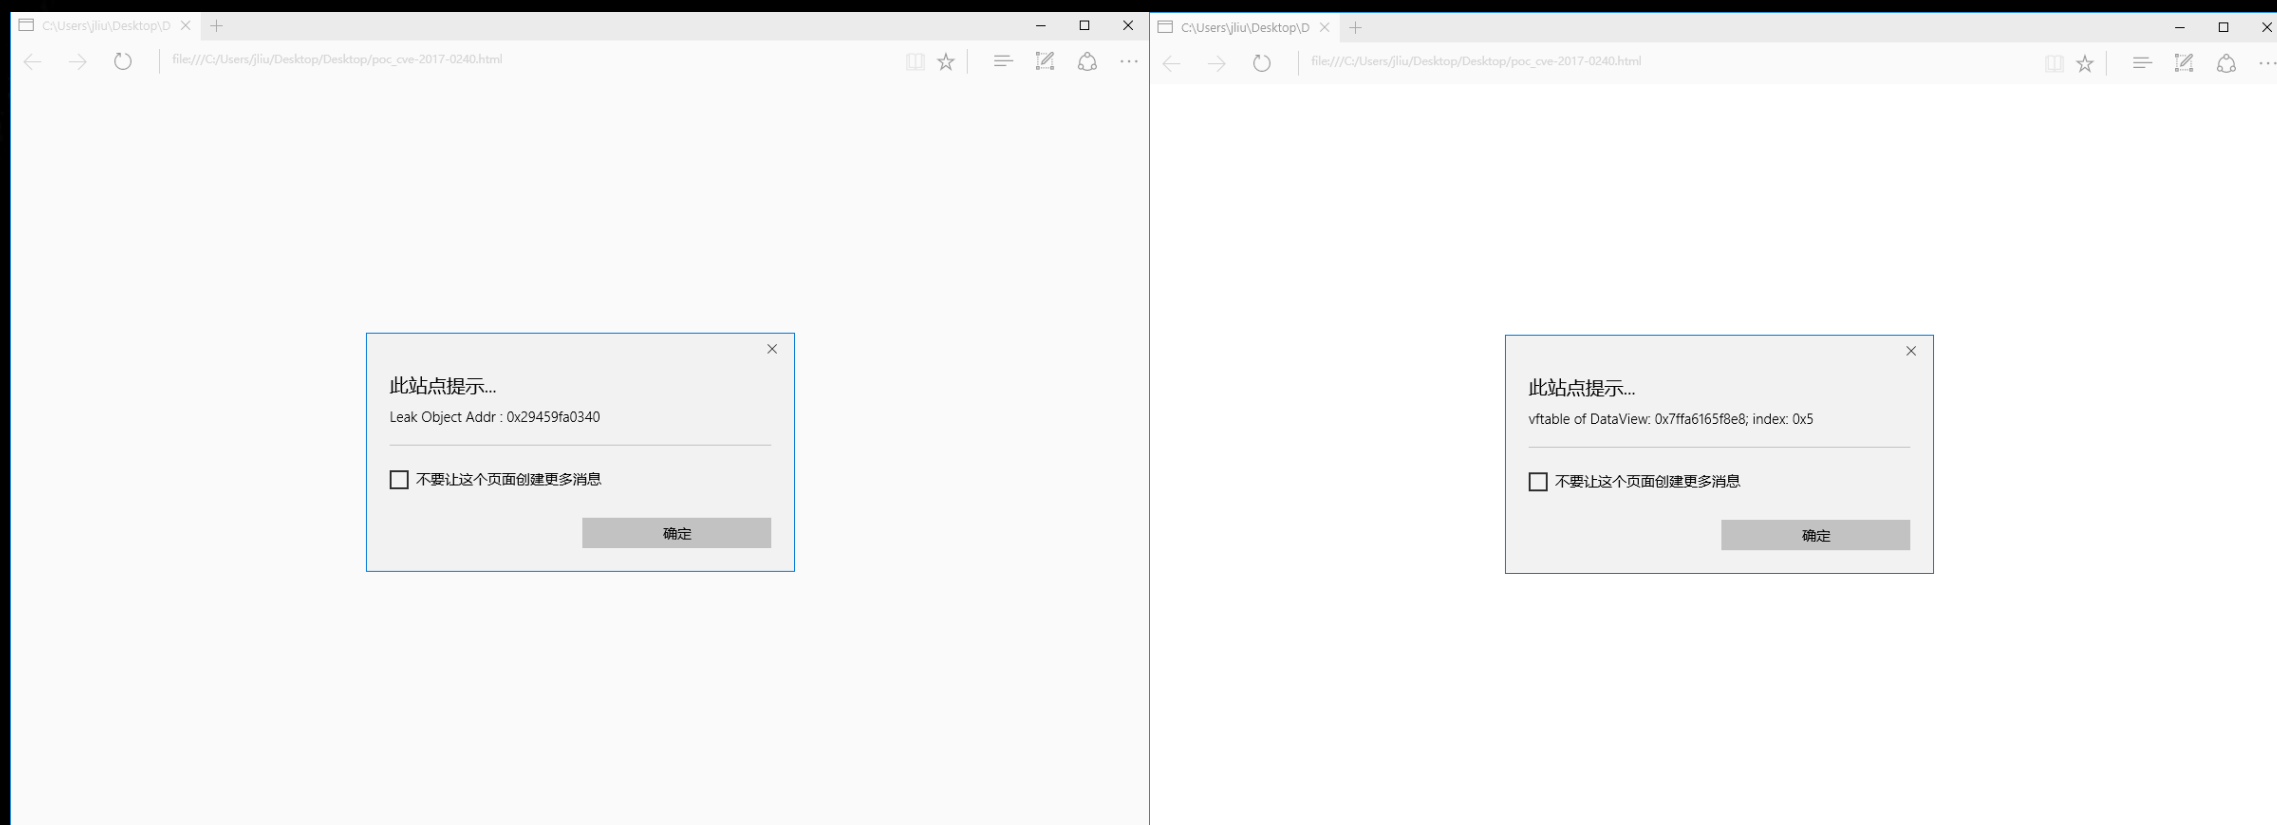 C:\Users\jliu\Desktop\D
file:///C:/Users/jliu/Desktop/Desktop/poc_cve-2017-0240.html
此站点提示...
Leak Object Addr : 0x29459fa0340
不要让这个页面创建更多消息
确定
C:\Users\jliu\Desktop\D
file:///C:/Users/jliu/Desktop/Desktop/poc_cve-2017-0240.html
此站点提示...
vftable of DataView: 0x7ffa6165f8e8; index: 0x5
不要让这个页面创建更多消息
确定